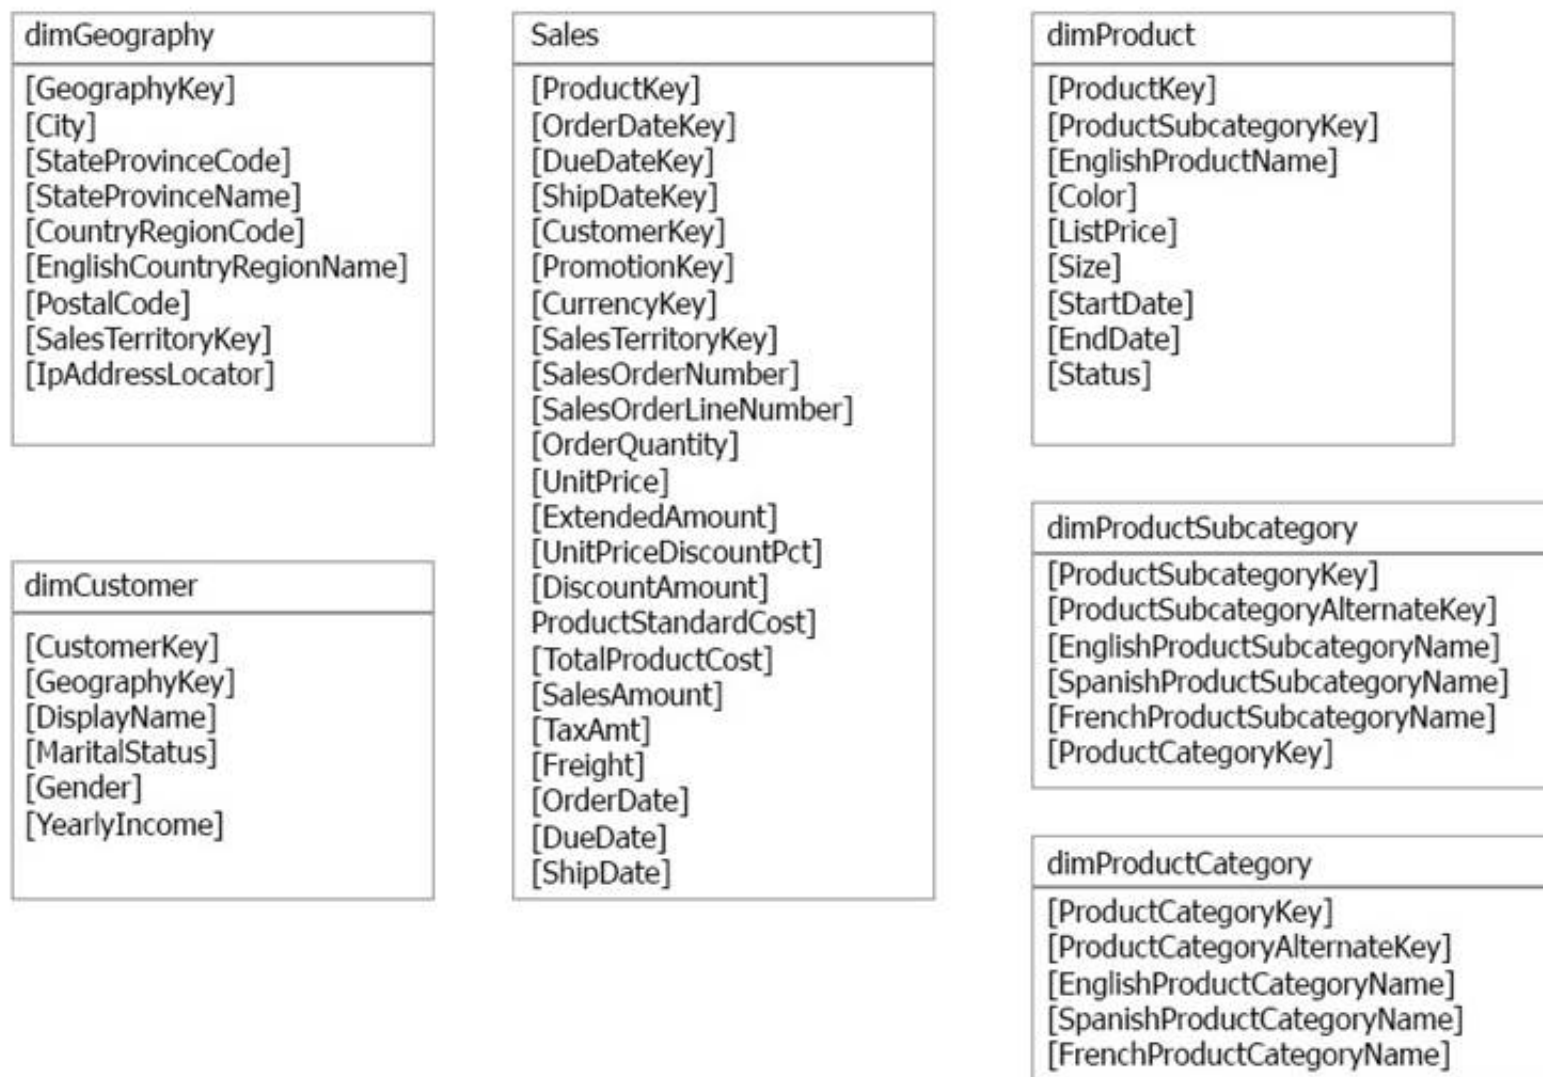 dimGeography
[GeographyKey]
[City]
[StateProvinceCode]
[StateProvinceName]
[CountryRegionCode]
[EnglishCountryRegionName]
[PostalCode]
[SalesTerritoryKey]
[IpAddressLocator]
dimCustomer
[CustomerKey]
[GeographyKey]
[DisplayName]
[MaritalStatus]
[Gender]
[YearlyIncome]
Sales
[ProductKey]
[OrderDateKey]
[DueDateKey]
[ShipDateKey]
[CustomerKey]
[PromotionKey]
[CurrencyKey]
[SalesTerritoryKey]
[SalesOrderNumber]
[SalesOrderLineNumber]
[OrderQuantity]
[UnitPrice]
[ExtendedAmount]
[UnitPriceDiscountPct]
[DiscountAmount]
ProductStandardCost]
[TotalProductCost]
[SalesAmount]
[TaxAmt]
[Freight]
[OrderDate]
[DueDate]
[ShipDate]
dimProduct
[ProductKey]
[ProductSubcategoryKey]
[EnglishProductName]
[Color]
[ListPrice]
[Size]
[StartDate]
[EndDate]
[Status]
dimProductSubcategory
[ProductSubcategoryKey]
[ProductSubcategoryAlternateKey]
[EnglishProductSubcategoryName]
[SpanishProductSubcategoryName]
[FrenchProductSubcategoryName]
[ProductCategoryKey]
dimProductCategory
[ProductCategoryKey]
[ProductCategoryAlternateKey]
[EnglishProductCategoryName]
[SpanishProductCategoryName]
[FrenchProductCategoryName]